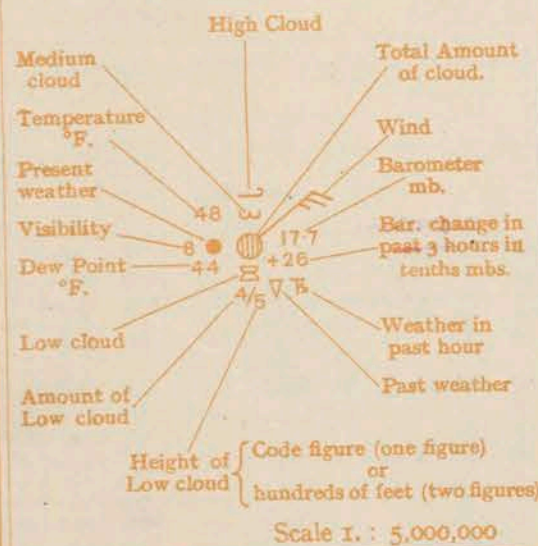 High Cloud
Medium
cloud
Total Amount
of cloud.
Temperature
°F.
Wind
Present
weather
Barometer
mb.
48
Visibility
6
17.7
Bar. change in
past 3 hours in
tenths mbs.
+26
Dew Point
°F.
44
4/5
Low cloud
Weather in
past hour
Amount of
Low cloud
Past weather
Height of
Low cloud
Code figure (one figure)
or
hundreds of feet (two figures)
Scale 1. : 5,000,000